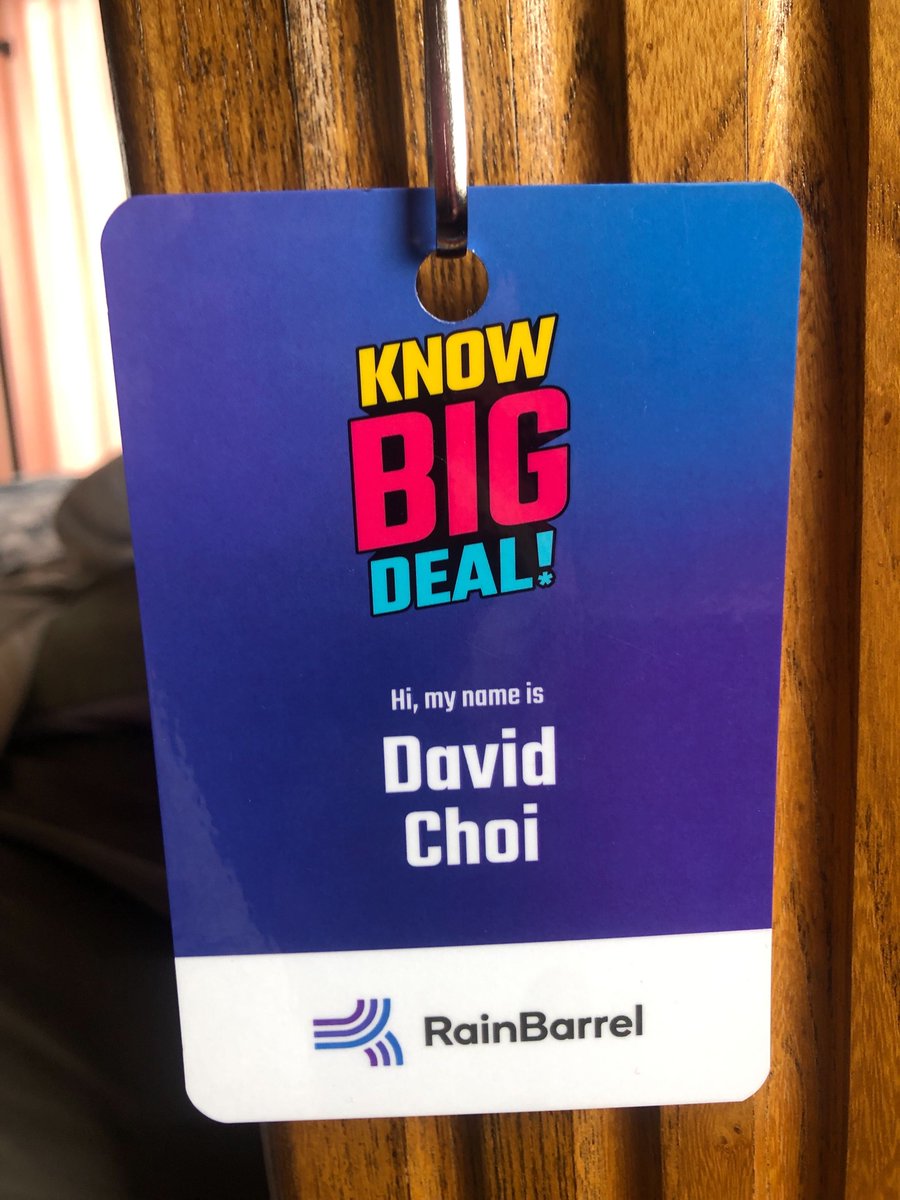 KNOW
BIG
DEAL!*
Hi, my name is
David
Choi
RainBarrel